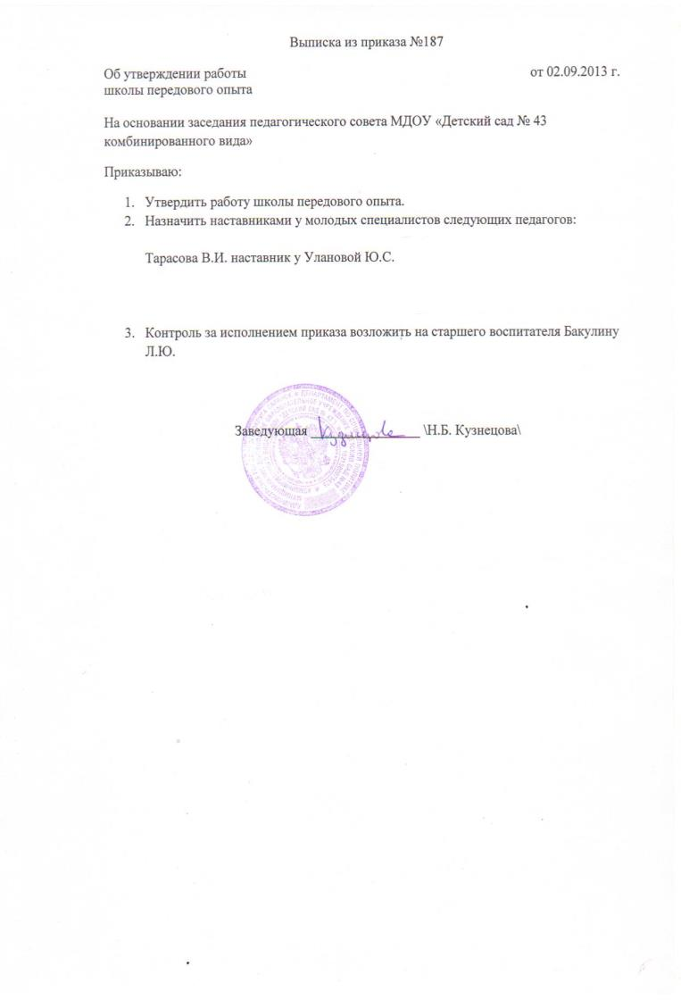 Выписка из приказа №187
Об утверждении работы от 02.09.2013 г.
школы передового опыта
На основании заседания педагогического совета МДОУ «Детский сад № 43
комбинированного вида»
Приказываю:
1. Утвердить работу школы передового опыта.
2. Назначить наставниками у молодых специалистов следующих педагогов:
Тарасова В.И. наставник у Улановой Ю.С.
3. Контроль за исполнением приказа возложить на старшего воспитателя Бакулину
Л.Ю.
Заведующая \Н.Б. Кузнецова\